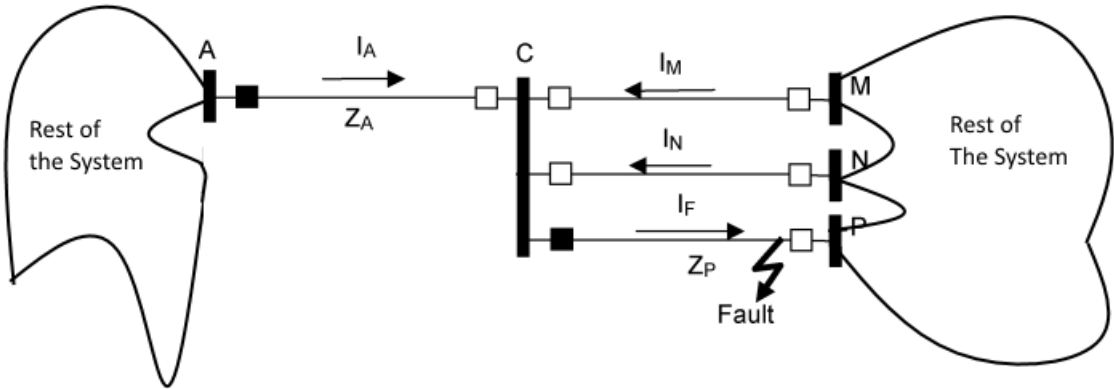 A
I_A
Z_A
C
I_M
M
I_N
N
I_F
P
Z_P
Fault
Rest of
the System
Rest of
The System